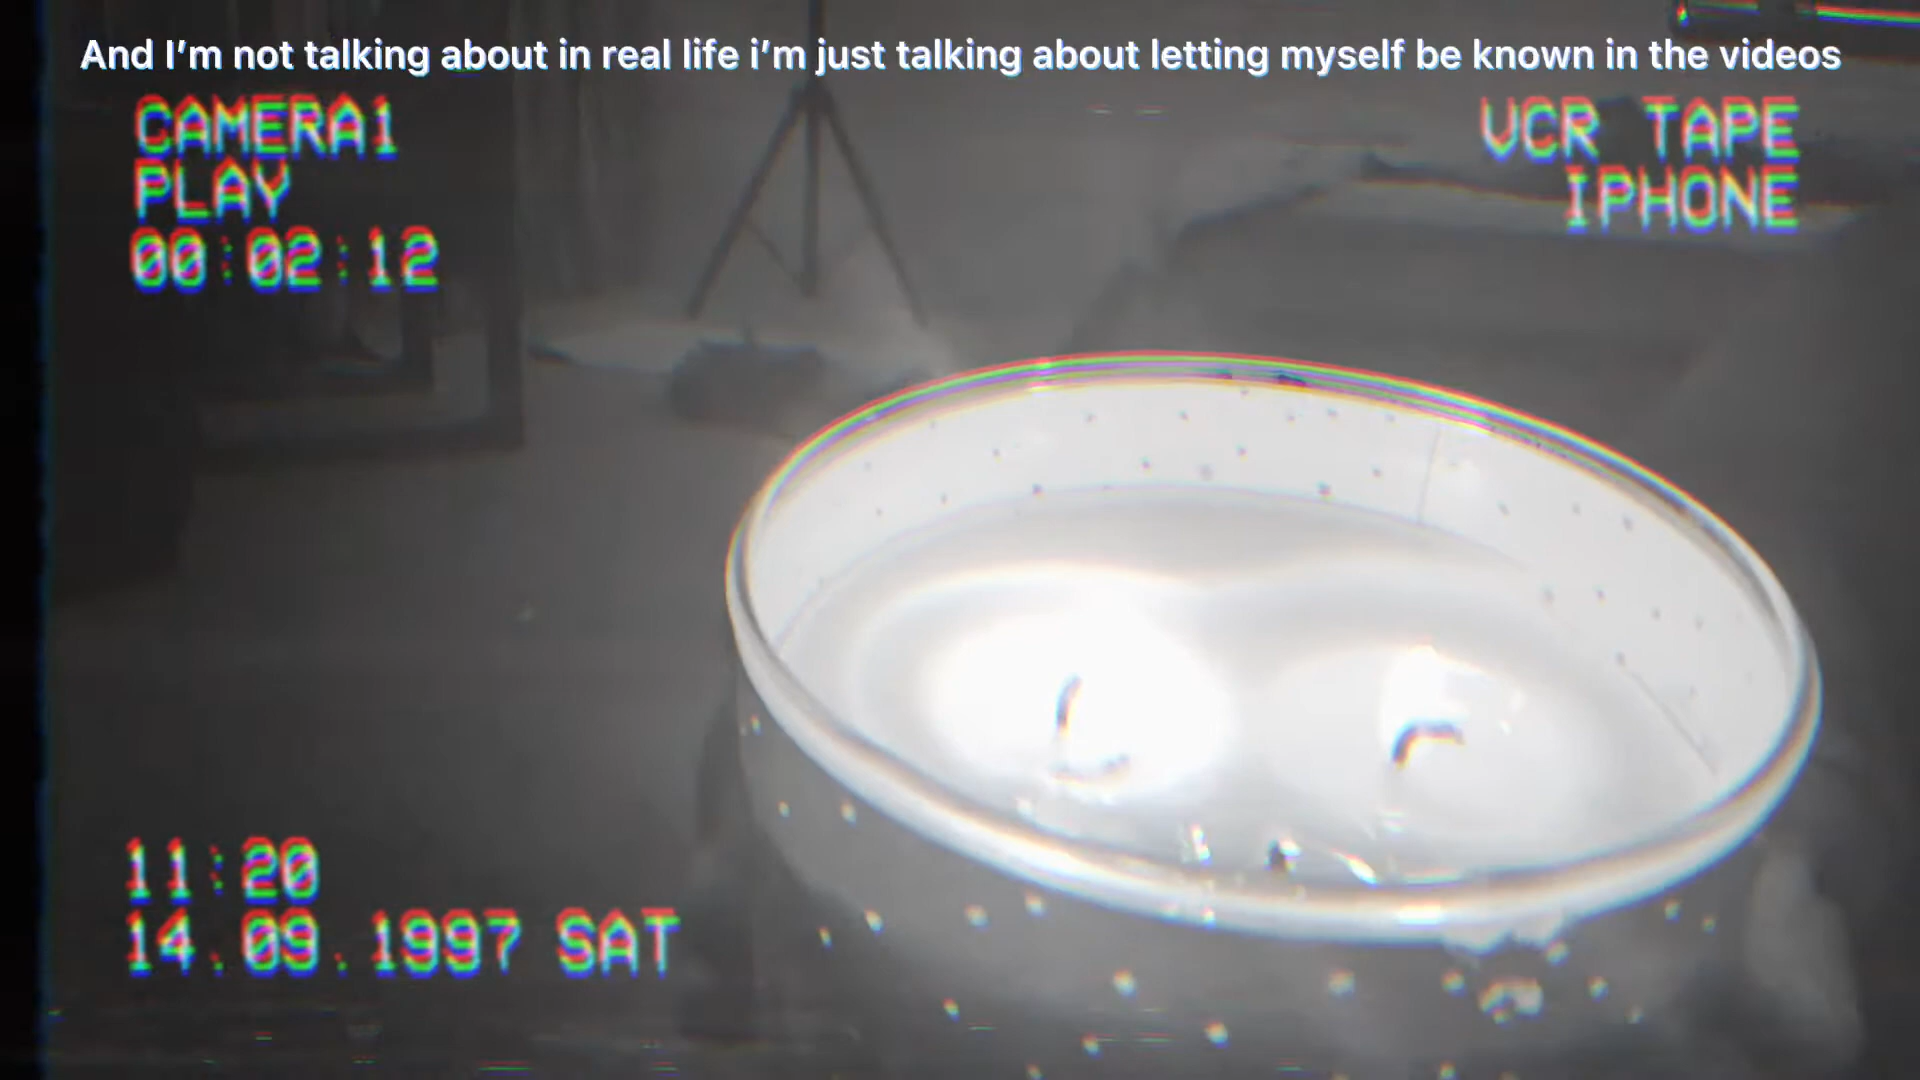 And I'm not talking about in real life i'm just talking about letting myself be known in the videos
CAMERA1
PLAY
00:02:12
VCR TAPE
IPHONE
11:20
14.09.1997 SAT